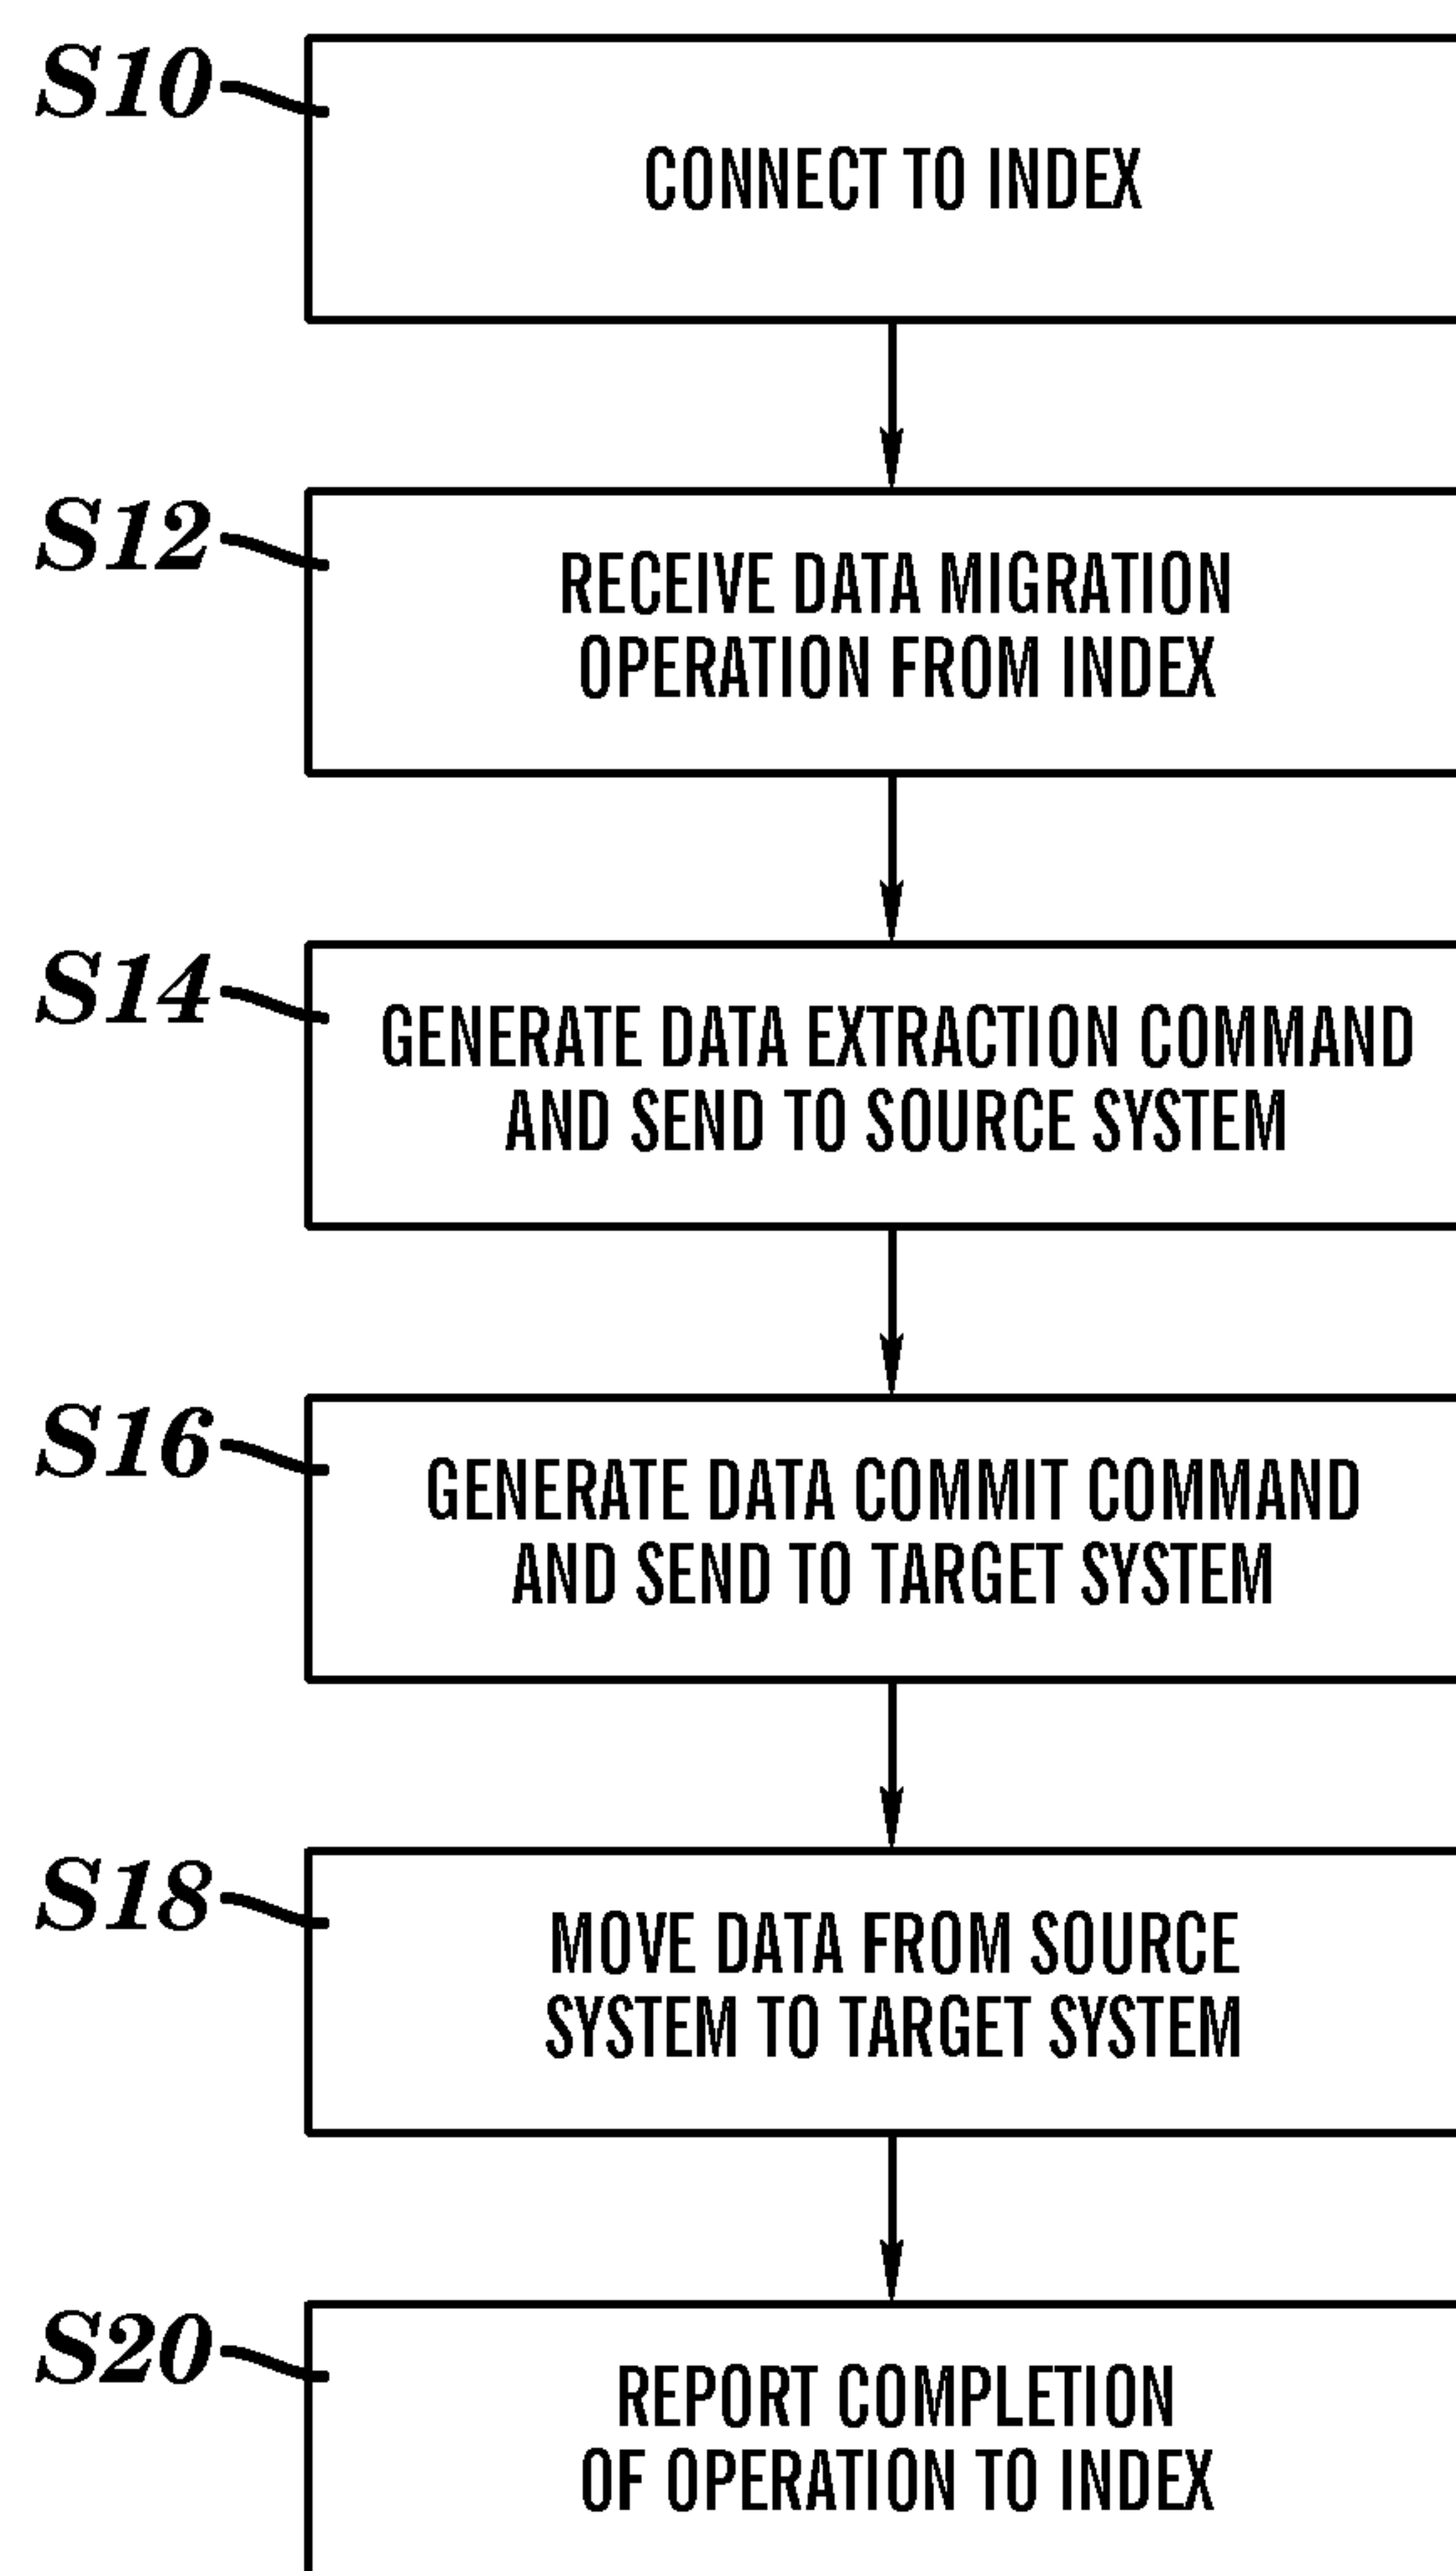 S10
CONNECT TO INDEX
S12
RECEIVE DATA MIGRATION
OPERATION FROM INDEX
S14
GENERATE DATA EXTRACTION COMMAND
AND SEND TO SOURCE SYSTEM
S16
GENERATE DATA COMMIT COMMAND
AND SEND TO TARGET SYSTEM
S18
MOVE DATA FROM SOURCE
SYSTEM TO TARGET SYSTEM
S20
REPORT COMPLETION
OF OPERATION TO INDEX